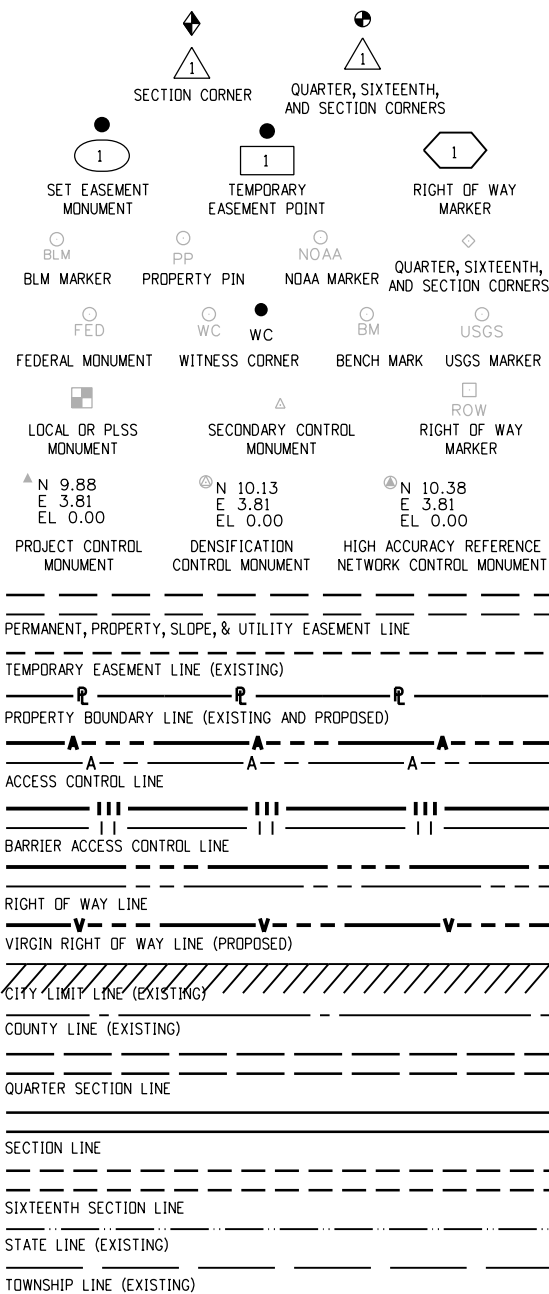 1
1
SECTION CORNER
QUARTER, SIXTEENTH,
AND SECTION CORNERS
1
1
1
SET EASEMENT
MONUMENT
TEMPORARY
EASEMENT POINT
RIGHT OF WAY
MARKER
BLM
PP
NOAA
BLM MARKER
PROPERTY PIN
NOAA MARKER
QUARTER, SIXTEENTH,
AND SECTION CORNERS
FED
WC
WC
BM
USGS
FEDERAL MONUMENT
WITNESS CORNER
BENCH MARK
USGS MARKER
ROW
LOCAL OR PLSS
MONUMENT
SECONDARY CONTROL
MONUMENT
RIGHT OF WAY
MARKER
N 9.88
E 3.81
EL 0.00
N 10.13
E 3.81
EL 0.00
N 10.38
E 3.81
EL 0.00
PROJECT CONTROL
MONUMENT
DENSIFICATION
CONTROL MONUMENT
HIGH ACCURACY REFERENCE
NETWORK CONTROL MONUMENT
PERMANENT, PROPERTY, SLOPE, & UTILITY EASEMENT LINE
TEMPORARY EASEMENT LINE (EXISTING)
PL PL PL
PROPERTY BOUNDARY LINE (EXISTING AND PROPOSED)
A A A
A A A
ACCESS CONTROL LINE
BARRIER ACCESS CONTROL LINE
RIGHT OF WAY LINE
V V V
VIRGIN RIGHT OF WAY LINE (PROPOSED)
CITY LIMIT LINE (EXISTING)
COUNTY LINE (EXISTING)
QUARTER SECTION LINE
SECTION LINE
SIXTEENTH SECTION LINE
STATE LINE (EXISTING)
TOWNSHIP LINE (EXISTING)